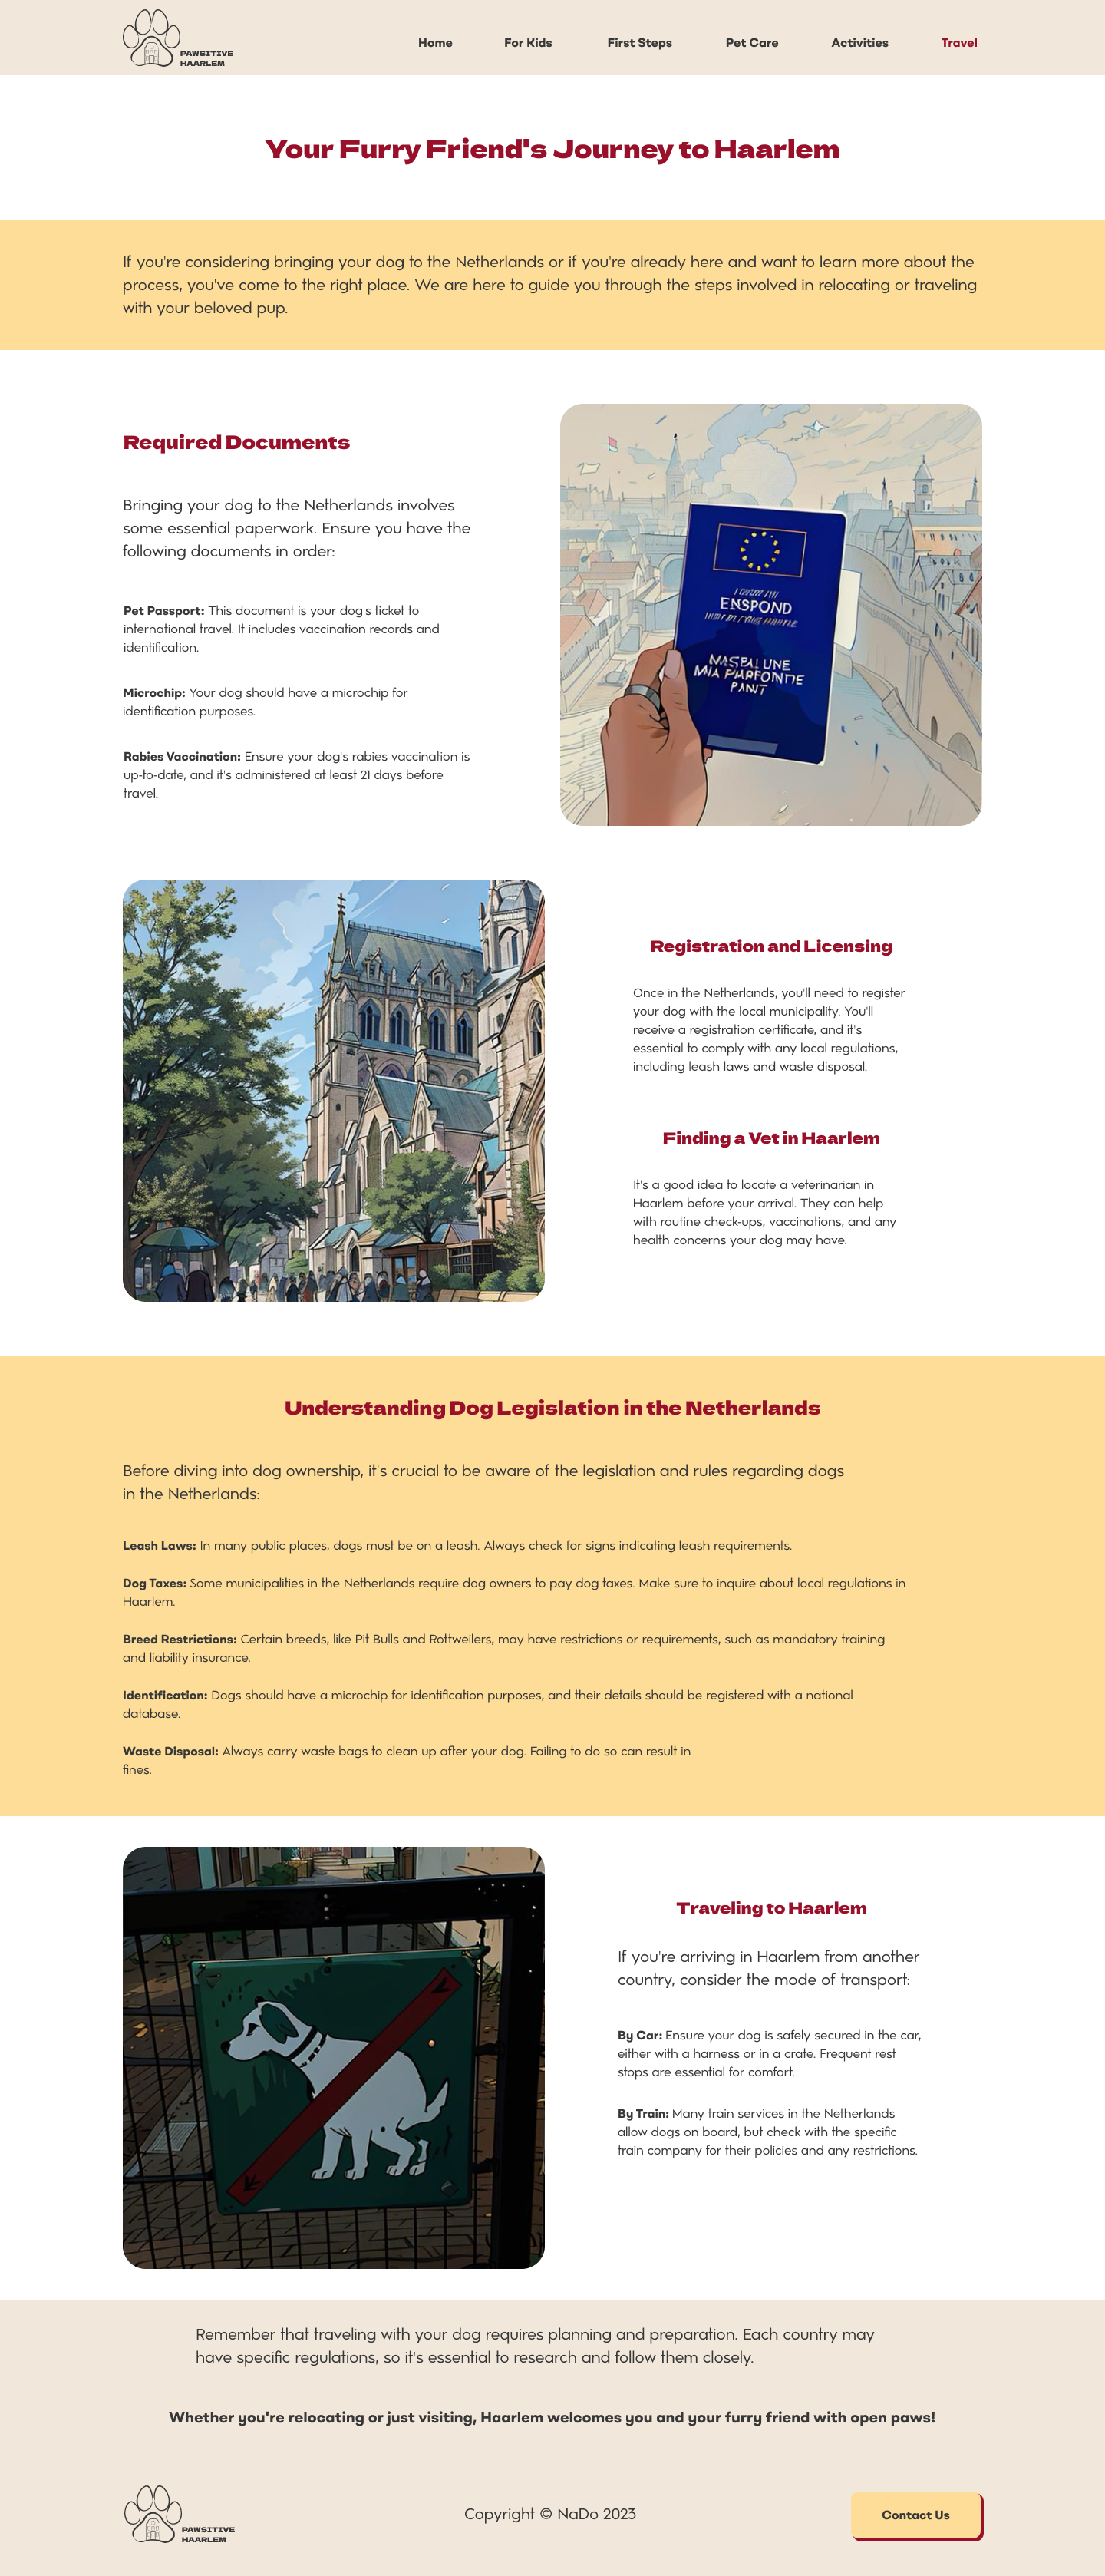 PAWSITIVE
HAARLEM
Home For Kids First Steps Pet Care Activities Travel
Your Furry Friend's Journey to Haarlem
If you're considering bringing your dog to the Netherlands or if you're already here and want to learn more about the
process, you've come to the right place. We are here to guide you through the steps involved in relocating or traveling
with your beloved pup.
Required Documents
Bringing your dog to the Netherlands involves
some essential paperwork. Ensure you have the
following documents in order:
Pet Passport: This document is your dog's ticket to
international travel. It includes vaccination records and
identification.
Microchip: Your dog should have a microchip for
identification purposes.
Rabies Vaccination: Ensure your dog's rabies vaccination is
up-to-date, and it's administered at least 21 days before
travel.
ENSPOND
Registration and Licensing
Once in the Netherlands, you'll need to register
your dog with the local municipality. You'll
receive a registration certificate, and it's
essential to comply with any local regulations,
including leash laws and waste disposal.
Finding a Vet in Haarlem
It's a good idea to locate a veterinarian in
Haarlem before your arrival. They can help
with routine check-ups, vaccinations, and any
health concerns your dog may have.
Understanding Dog Legislation in the Netherlands
Before diving into dog ownership, it's crucial to be aware of the legislation and rules regarding dogs
in the Netherlands:
Leash Laws: In many public places, dogs must be on a leash. Always check for signs indicating leash requirements.
Dog Taxes: Some municipalities in the Netherlands require dog owners to pay dog taxes. Make sure to inquire about local regulations in
Haarlem.
Breed Restrictions: Certain breeds, like Pit Bulls and Rottweilers, may have restrictions or requirements, such as mandatory training
and liability insurance.
Identification: Dogs should have a microchip for identification purposes, and their details should be registered with a national
database.
Waste Disposal: Always carry waste bags to clean up after your dog. Failing to do so can result in
fines.
Traveling to Haarlem
If you're arriving in Haarlem from another
country, consider the mode of transport:
By Car: Ensure your dog is safely secured in the car,
either with a harness or in a crate. Frequent rest
stops are essential for comfort.
By Train: Many train services in the Netherlands
allow dogs on board, but check with the specific
train company for their policies and any restrictions.
Remember that traveling with your dog requires planning and preparation. Each country may
have specific regulations, so it's essential to research and follow them closely.
Whether you're relocating or just visiting, Haarlem welcomes you and your furry friend with open paws!
PAWSITIVE
HAARLEM
Copyright © NaDo 2023
Contact Us